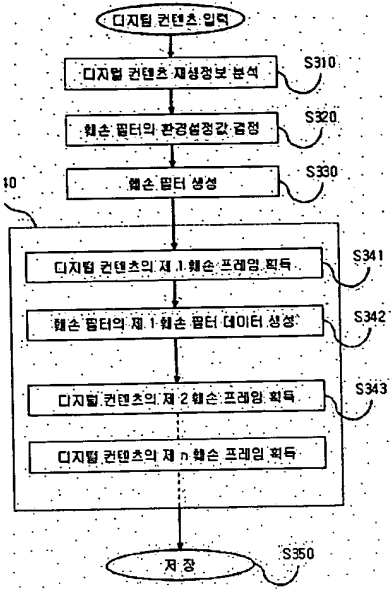 디지털 컨텐츠 입력
디지털 컨텐츠 재생정보 분석
S310
훼손 필터의 환경설정값 결정
S320
훼손 필터 생성
S330
40
디지털 컨텐츠의 제 1 훼손 프레임 획득
S341
훼손 필터의 제 1 훼손 필터 데이터 생성
S342
디지털 컨텐츠의 제 2 훼손 프레임 획득
S343
디지털 컨텐츠의 제 n 훼손 프레임 획득
저 장
S350